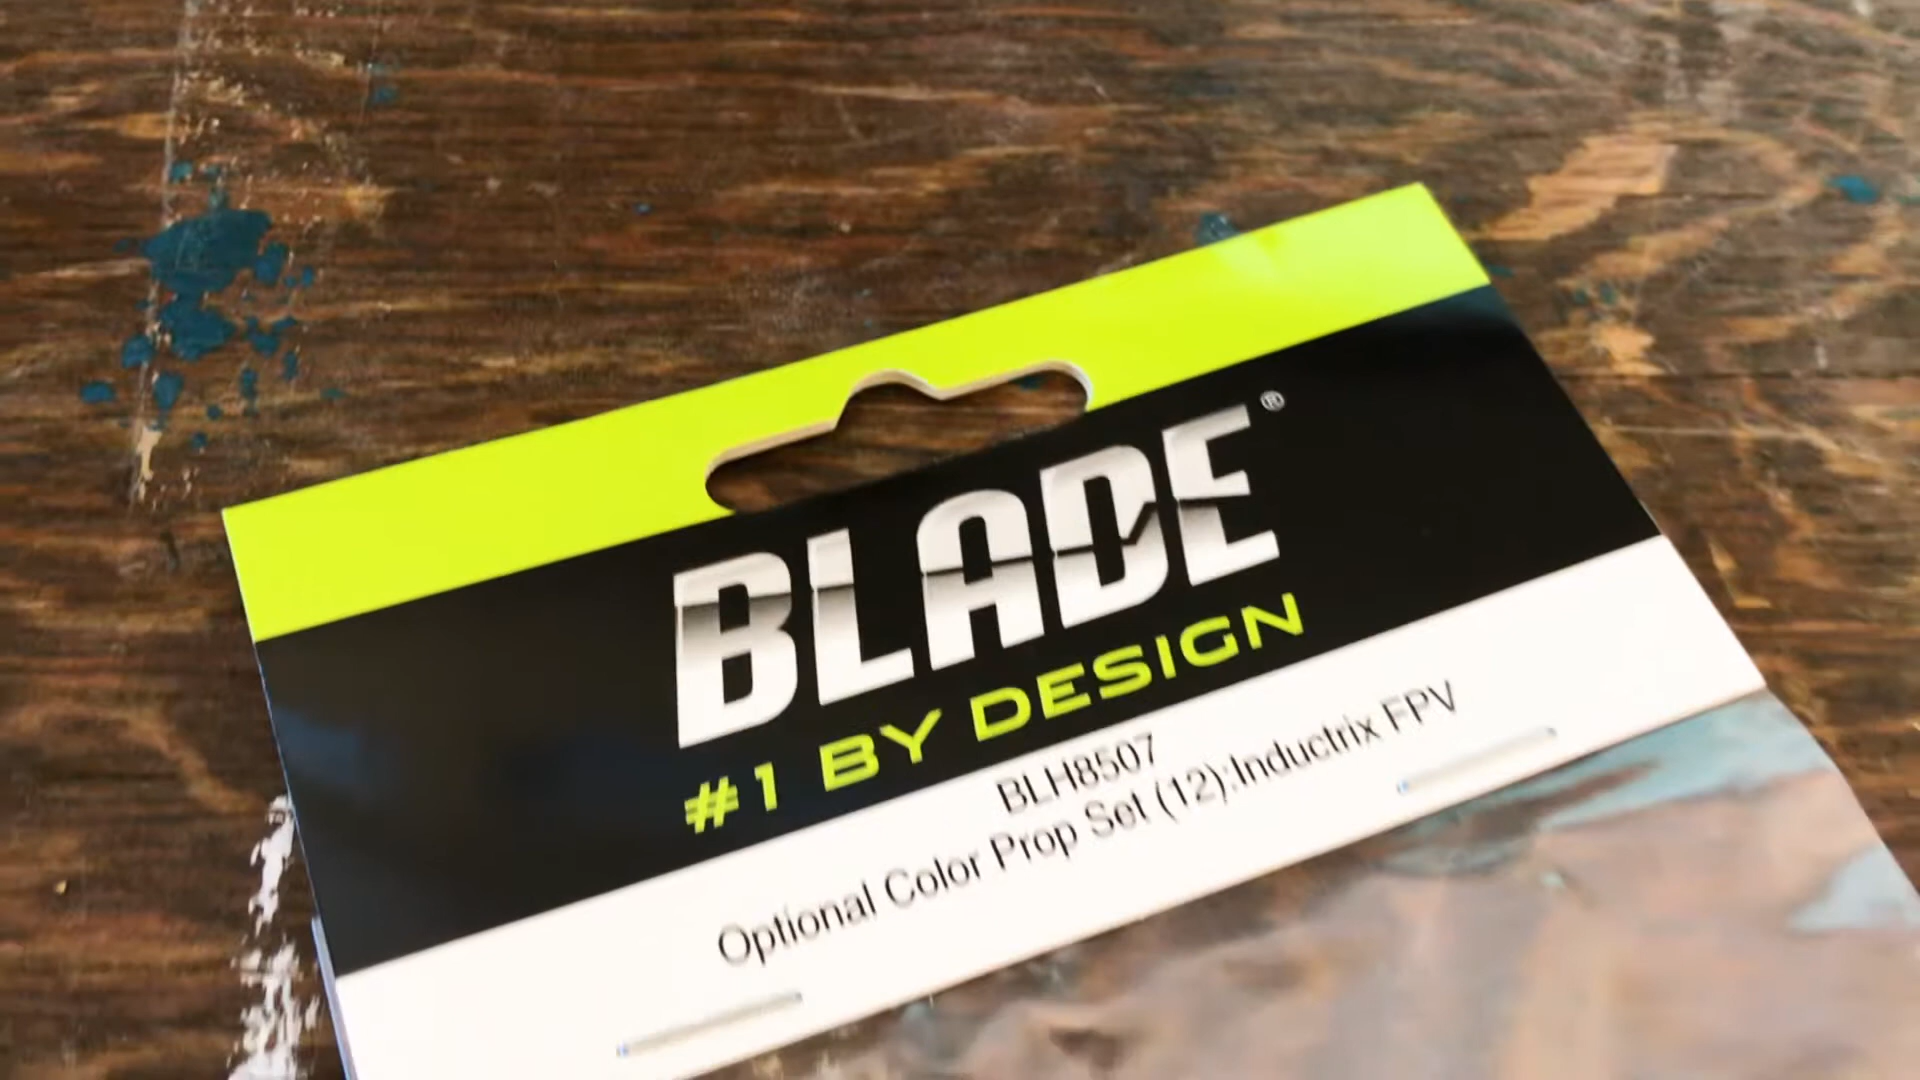 BLADE®
#1 BY DESIGN
BLH8507
Optional Color Prop Set (12):Inductrix FPV